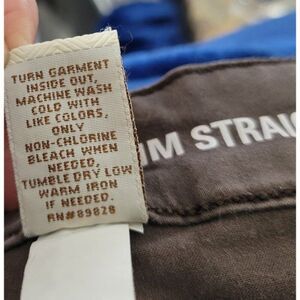 TURN GARMENT
INSIDE OUT,
MACHINE WASH
COLD WITH
LIKE COLORS,
ONLY
NON-CHLORINE
BLEACH WHEN
NEEDED,
TUMBLE DRY LOW
WARM IRON
IF NEEDED.
RN#89828
IM STRAIG